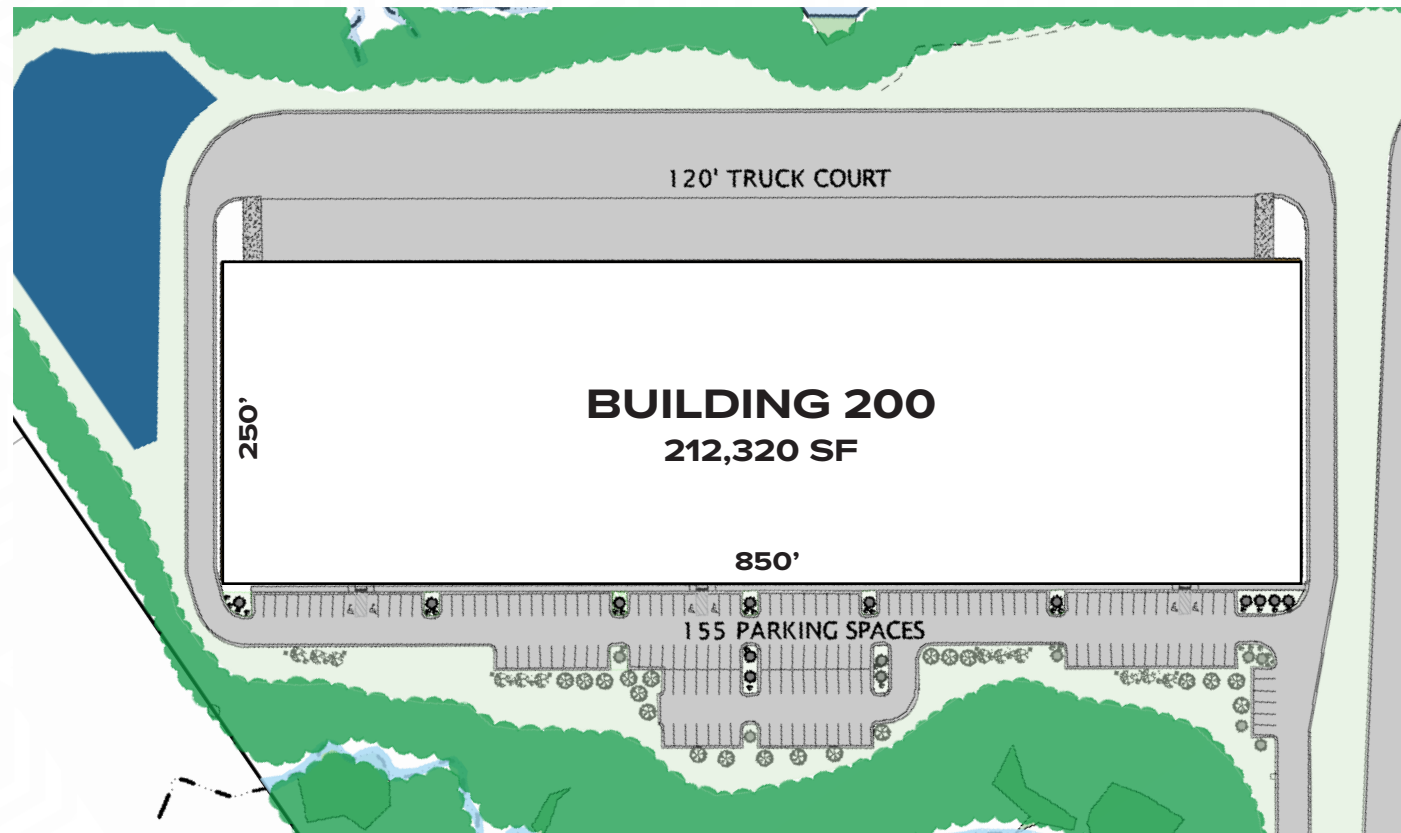 120' TRUCK COURT
BUILDING 200
212,320 SF
250’
850’
155 PARKING SPACES